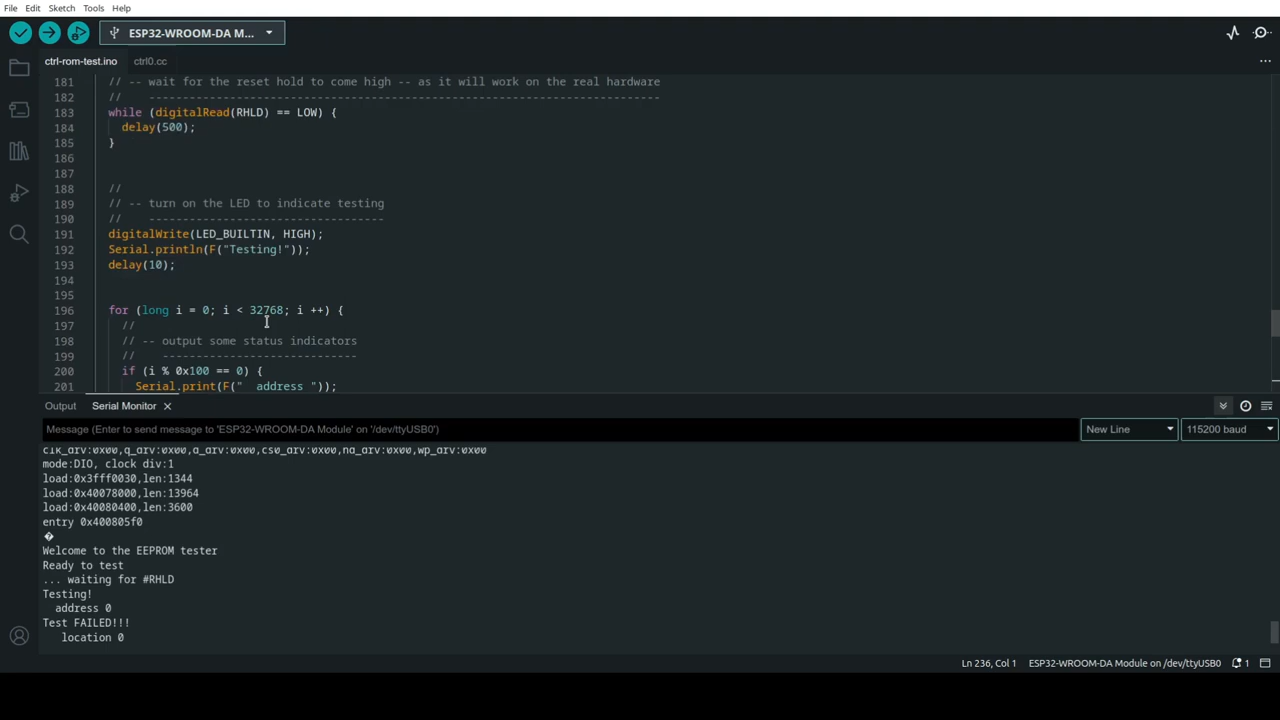 File Edit Sketch Tools Help
ESP32-WROOM-DA M...
ctrl-rom-test.ino ctrl0.cc
181 // -- wait for the reset hold to come high -- as it will work on the real hardware
182 // ---------------------------------------------------------------------------
183 while (digitalRead(RHLD) == LOW) {
184 delay(500);
185 }
186
187
188 //
189 // -- turn on the LED to indicate testing
190 // -----------------------------------
191 digitalWrite(LED_BUILTIN, HIGH);
192 Serial.println(F("Testing!"));
193 delay(10);
194
195
196 for (long i = 0; i < 32768; i ++) {
197 //
198 // -- output some status indicators
199 // -----------------------------
200 if (i % 0x100 == 0) {
201 Serial.print(F("  address "));
Output Serial Monitor
Message (Enter to send message to 'ESP32-WROOM-DA Module' on '/dev/ttyUSB0')
New Line 115200 baud
clk_drv:0x00,q_drv:0x00,d_drv:0x00,cs0_drv:0x00,hd_drv:0x00,wp_drv:0x00
mode:DIO, clock div:1
load:0x3fff0030,len:1344
load:0x40078000,len:13964
load:0x40080400,len:3600
entry 0x400805f0
�
Welcome to the EEPROM tester
Ready to test
... waiting for #RHLD
Testing!
address 0
Test FAILED!!!
location 0
Ln 236, Col 1 ESP32-WROOM-DA Module on /dev/ttyUSB0 1